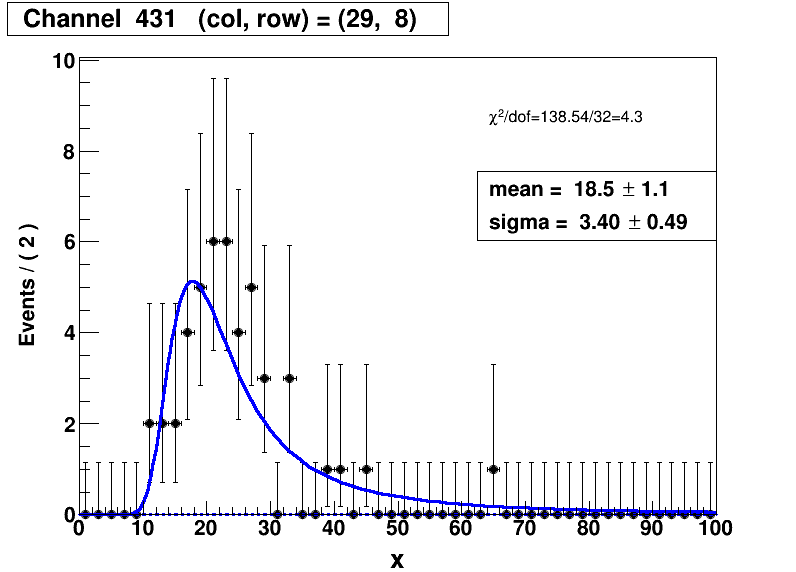 Channel 431 (col, row) = (29, 8)
10
χ²/dof=138.54/32=4.3
8
mean = 18.5 ± 1.1
sigma = 3.40 ± 0.49
6
Events / ( 2 )
4
2
0
0 10 20 30 40 50 60 70 80 90 100
x